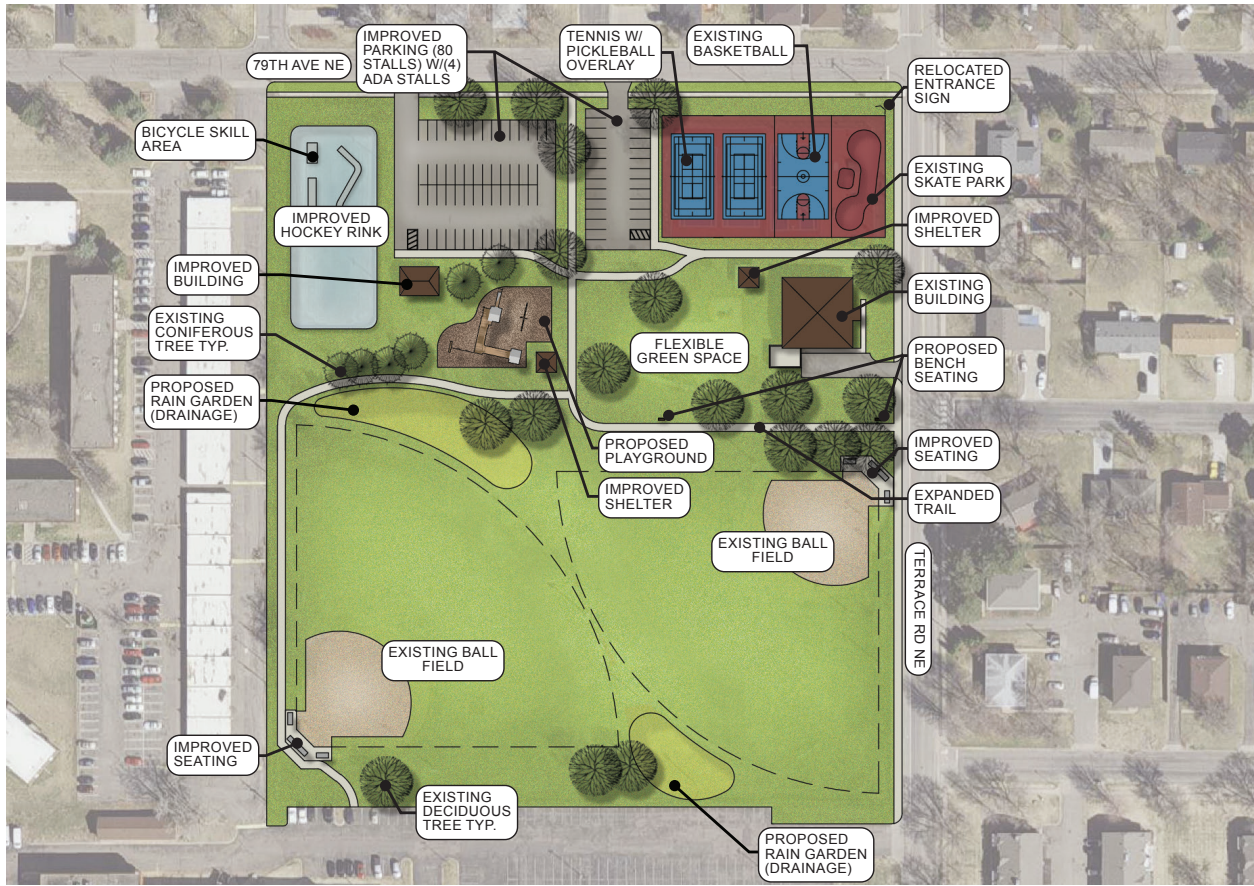 79TH AVE NE
IMPROVED
PARKING (80
STALLS) W/(4)
ADA STALLS
TENNIS W/
PICKLEBALL
OVERLAY
EXISTING
BASKETBALL
RELOCATED
ENTRANCE
SIGN
BICYCLE SKILL
AREA
EXISTING
SKATE PARK
IMPROVED
HOCKEY RINK
IMPROVED
SHELTER
IMPROVED
BUILDING
EXISTING
BUILDING
EXISTING
CONIFEROUS
TREE TYP.
FLEXIBLE
GREEN SPACE
PROPOSED
BENCH
SEATING
PROPOSED
RAIN GARDEN
(DRAINAGE)
PROPOSED
PLAYGROUND
IMPROVED
SEATING
IMPROVED
SHELTER
EXPANDED
TRAIL
EXISTING BALL
FIELD
TERRACE RD NE
EXISTING BALL
FIELD
IMPROVED
SEATING
EXISTING
DECIDUOUS
TREE TYP.
PROPOSED
RAIN GARDEN
(DRAINAGE)